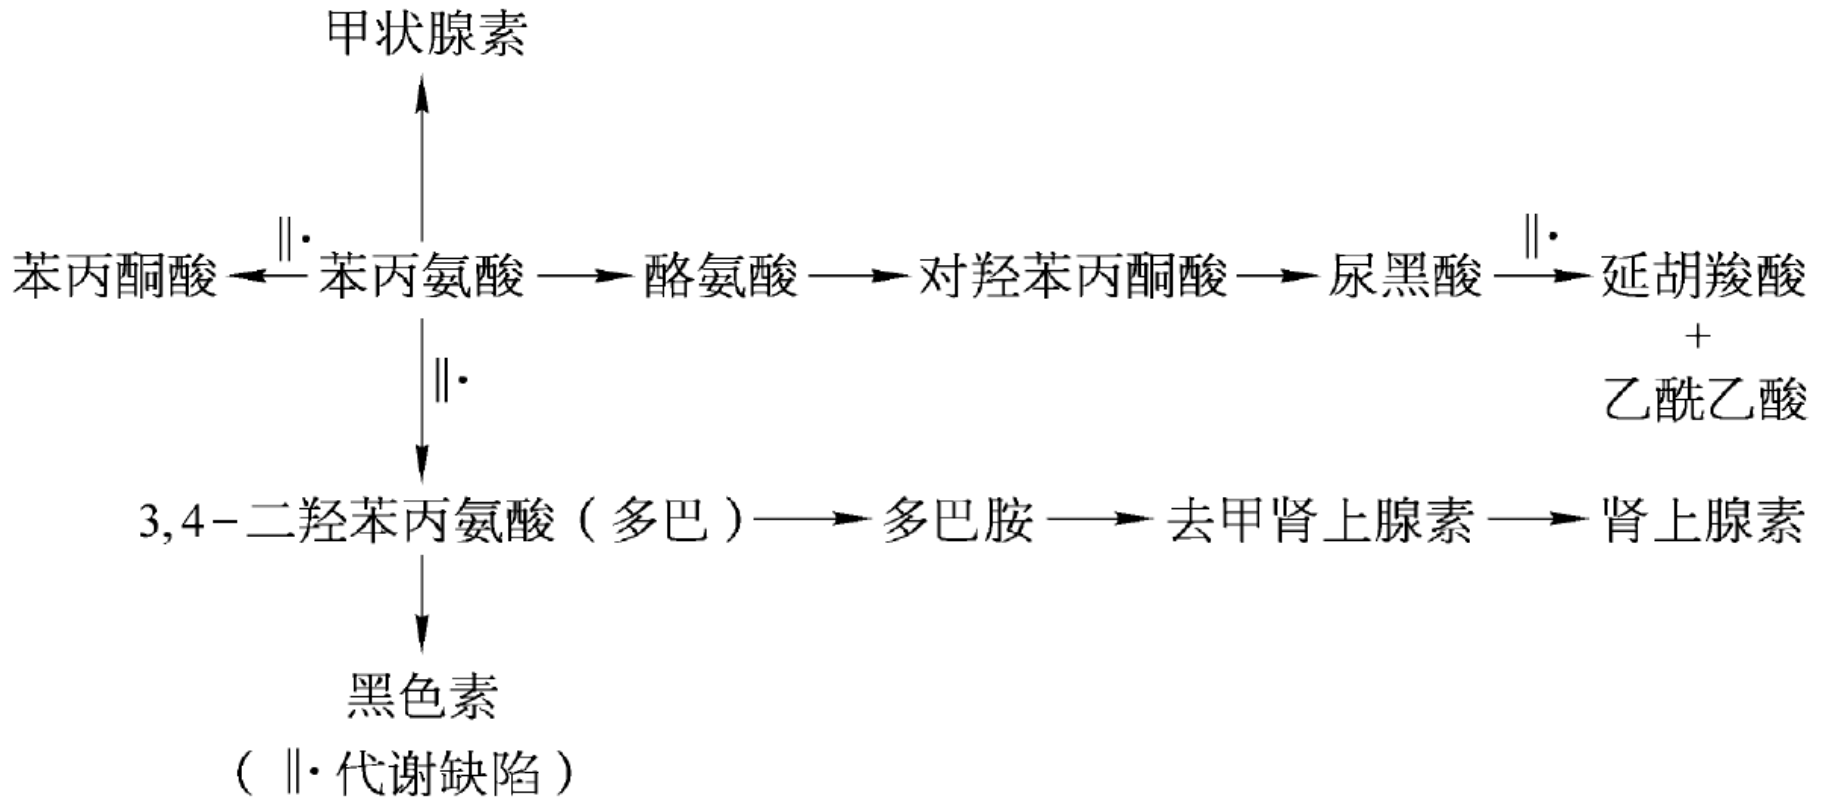 甲状腺素
‖·
‖·
苯丙酮酸 ← 苯丙氨酸 → 酪氨酸 → 对羟苯丙酮酸 → 尿黑酸 → 延胡羧酸
+
‖·
乙酰乙酸
3,4-二羟苯丙氨酸（多巴）→ 多巴胺 → 去甲肾上腺素 → 肾上腺素
黑色素
（ ‖· 代谢缺陷）